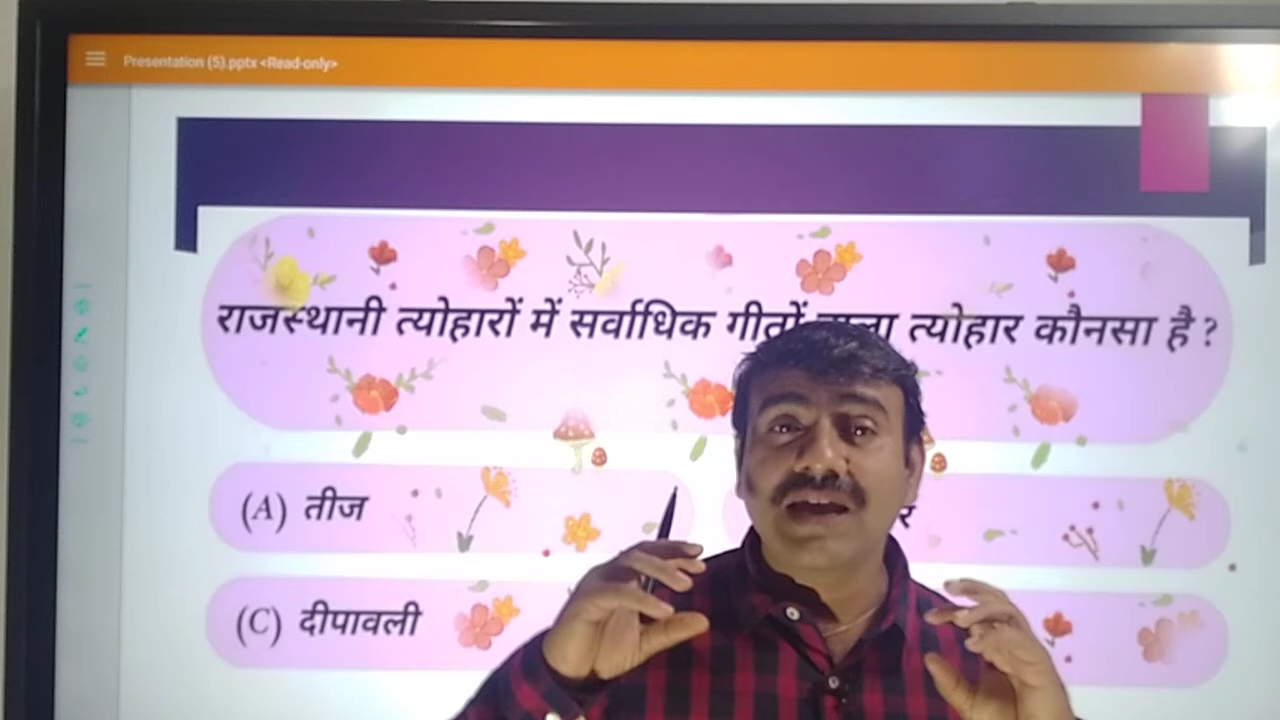 Presentation (5).pptx <Read-only>
राजस्थानी त्योहारों में सर्वाधिक गीतों त्योहार कौनसा है ?
(A) तीज
(C) दीपावली